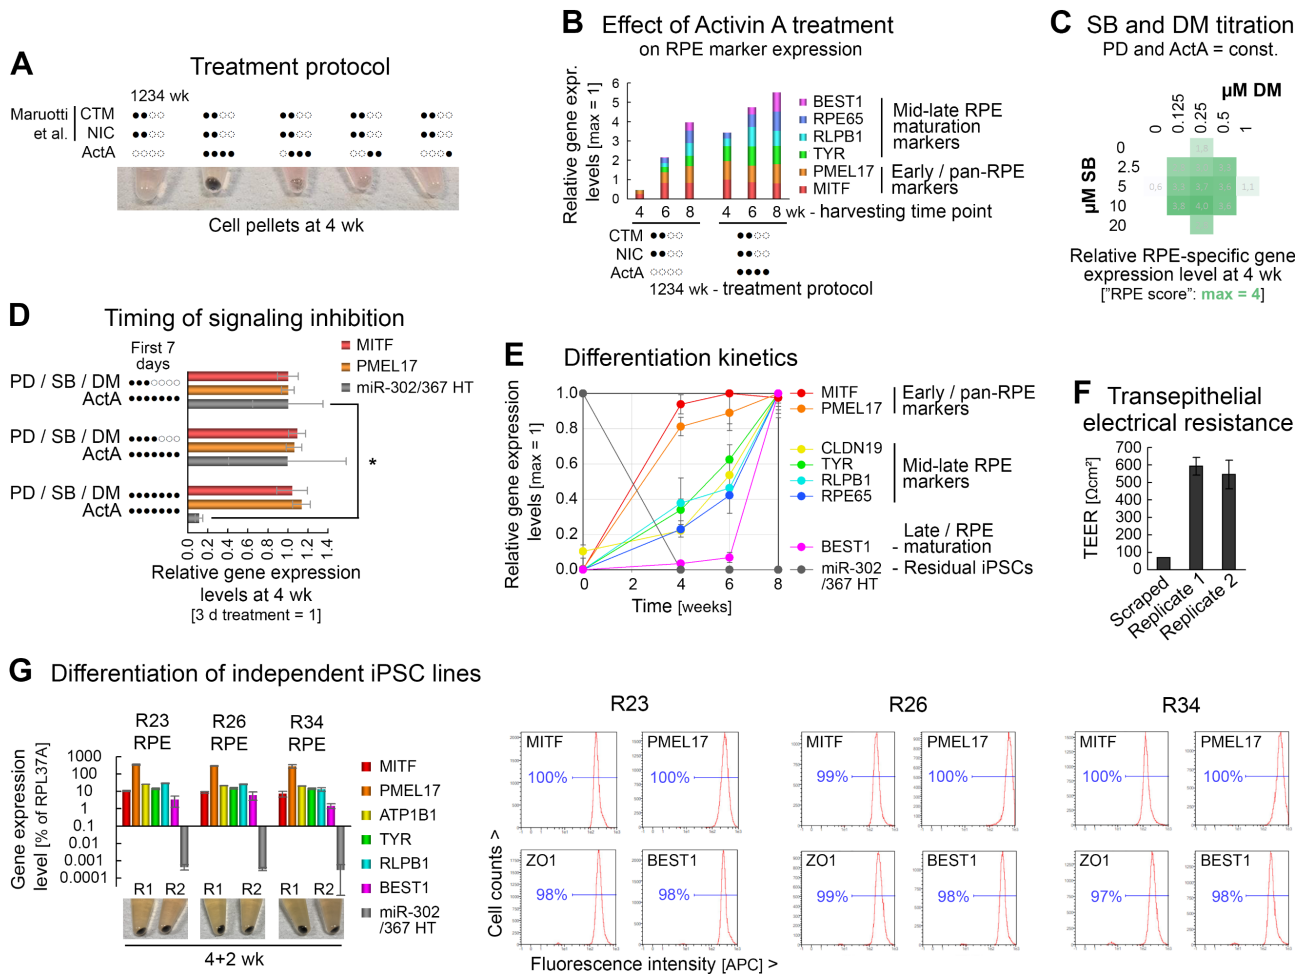 A
Treatment protocol
1234 wk
Maruotti et al.
CTM
NIC
ActA
Cell pellets at 4 wk
B
Effect of Activin A treatment
on RPE marker expression
Relative gene expr.
levels [max = 1]
6
5
4
3
2
1
0
4 6 8 4 6 8 wk - harvesting time point
BEST1
RPE65
RLPB1
TYR
PMEL17
MITF
Mid-late RPE
maturation
markers
Early / pan-RPE
markers
CTM
NIC
ActA
1234 wk - treatment protocol
C
SB and DM titration
PD and ActA = const.
µM DM
0 0.125 0.25 0.5 1
µM SB
0
2.5
5
10
20
1,8
0,6 3,7 1,1
3,8 4,0
Relative RPE-specific gene
expression level at 4 wk
["RPE score": max = 4]
D
Timing of signaling inhibition
First 7
days
MITF
PMEL17
miR-302/367 HT
PD / SB / DM
ActA
PD / SB / DM
ActA
PD / SB / DM
ActA
*
0.0 0.2 0.4 0.6 0.8 1.0 1.2 1.4
Relative gene expression
levels at 4 wk
[3 d treatment = 1]
E
Differentiation kinetics
Relative gene expression
levels [max = 1]
1.0
0.8
0.6
0.4
0.2
0.0
0 2 4 6 8
Time [weeks]
MITF
PMEL17
Early / pan-RPE
markers
CLDN19
TYR
RLPB1
RPE65
Mid-late RPE
markers
BEST1
Late / RPE
- maturation
miR-302
/367 HT
- Residual iPSCs
F
Transepithelial
electrical resistance
TEER [Ωcm²]
700
600
500
400
300
200
100
0
Scraped
Replicate 1
Replicate 2
G
Differentiation of independent iPSC lines
R23
RPE
R26
RPE
R34
RPE
Gene expression
level [% of RPL37A]
1000
100
10
1
0.1
0.01
0.001
0.0001
R1 R2 R1 R2 R1 R2
4+2 wk
MITF
PMEL17
ATP1B1
TYR
RLPB1
BEST1
miR-302
/367 HT
R23
R26
R34
MITF
100%
PMEL17
100%
MITF
99%
PMEL17
100%
MITF
100%
PMEL17
100%
ZO1
98%
BEST1
98%
ZO1
99%
BEST1
98%
ZO1
97%
BEST1
98%
Cell counts >
Fluorescence intensity [APC] >